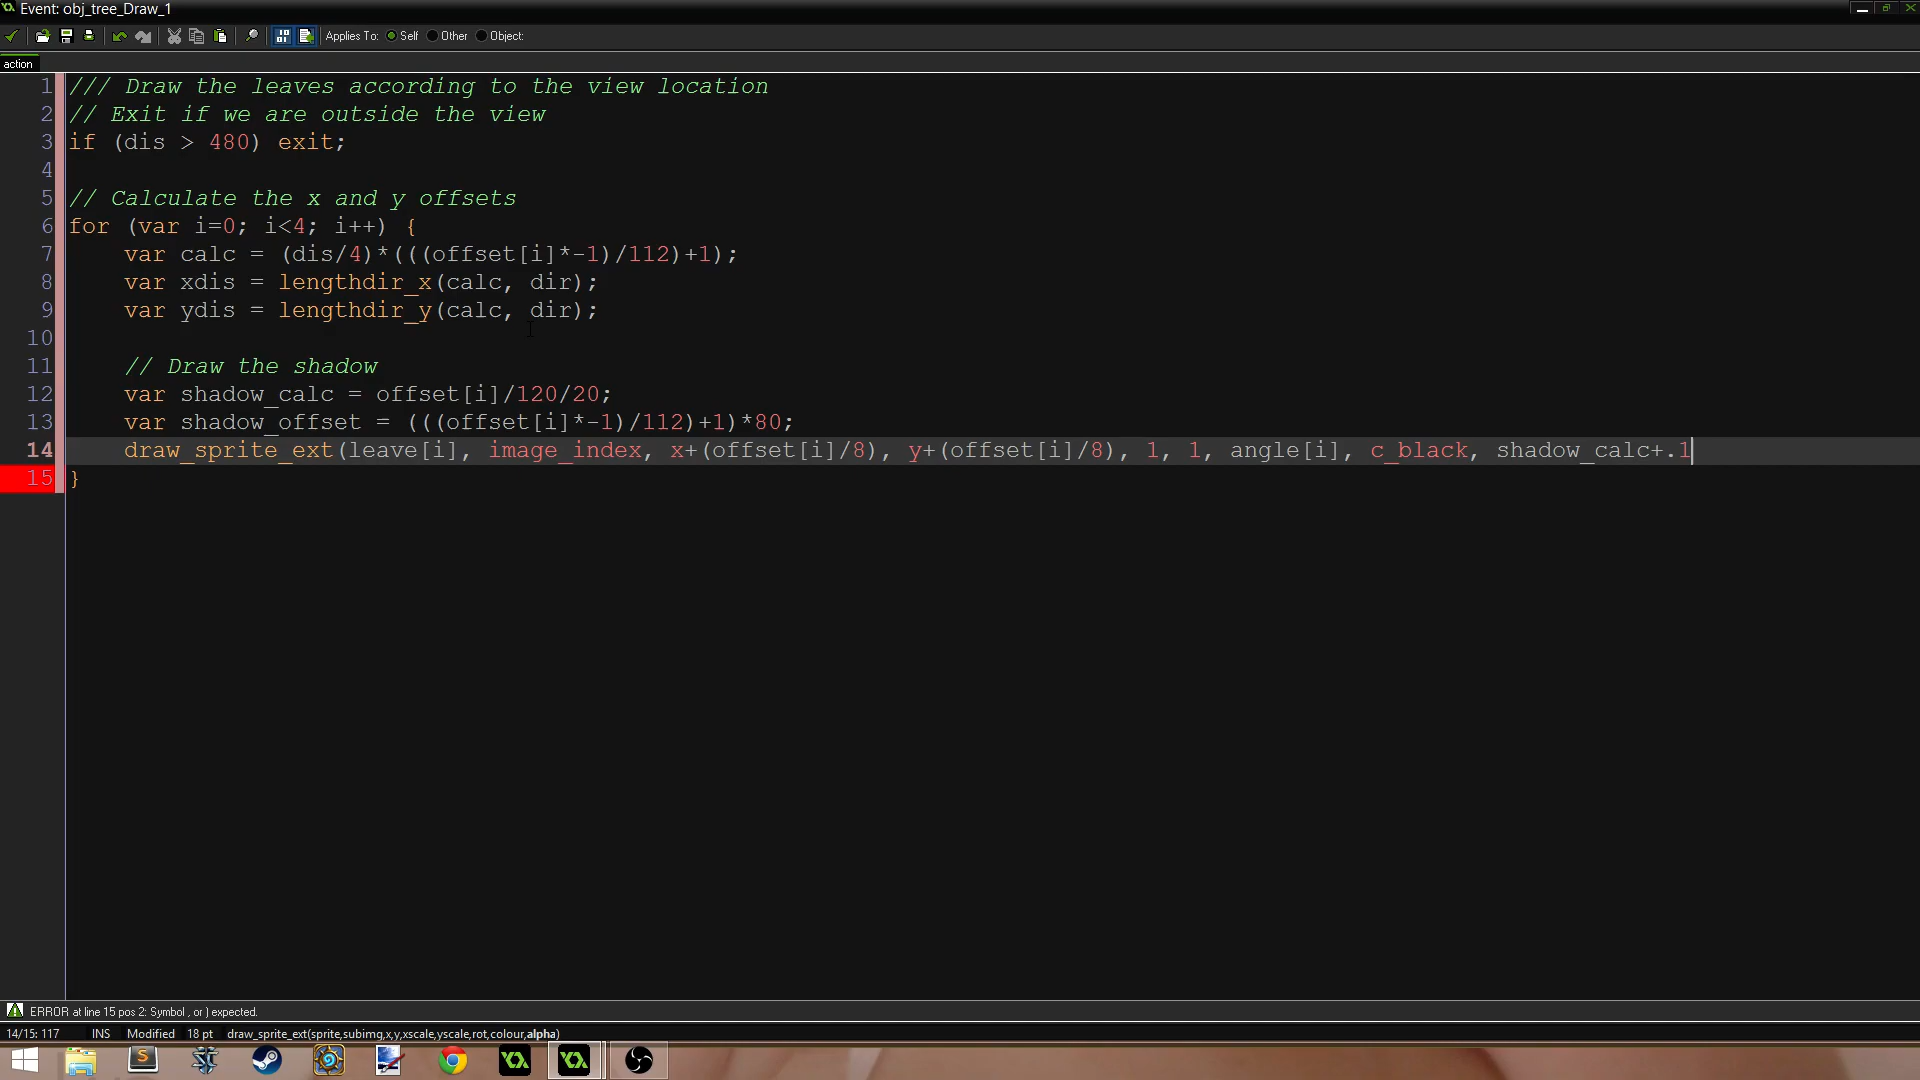 Event: obj_tree_Draw_1
Applies To: Self Other Object:
action
1 /// Draw the leaves according to the view location
2 // Exit if we are outside the view
3 if (dis > 480) exit;
4
5 // Calculate the x and y offsets
6 for (var i=0; i<4; i++) {
7 var calc = (dis/4)*(((offset[i]*-1)/112)+1);
8 var xdis = lengthdir_x(calc, dir);
9 var ydis = lengthdir_y(calc, dir);
10
11 // Draw the shadow
12 var shadow_calc = offset[i]/120/20;
13 var shadow_offset = (((offset[i]*-1)/112)+1)*80;
14 draw_sprite_ext(leave[i], image_index, x+(offset[i]/8), y+(offset[i]/8), 1, 1, angle[i], c_black, shadow_calc+.1
15 }
ERROR at line 15 pos 2: Symbol , or ) expected.
14/15: 117 INS Modified 18 pt draw_sprite_ext(sprite,subimg,x,y,xscale,yscale,rot,colour,alpha)